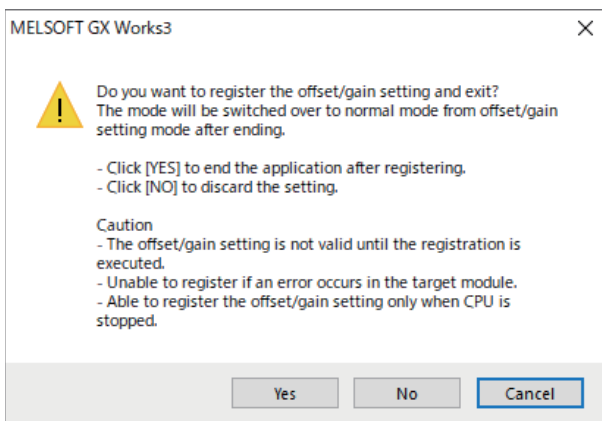 MELSOFT GX Works3
Do you want to register the offset/gain setting and exit?
The mode will be switched over to normal mode from offset/gain
setting mode after ending.
- Click [YES] to end the application after registering.
- Click [NO] to discard the setting.
Caution
- The offset/gain setting is not valid until the registration is
executed.
- Unable to register if an error occurs in the target module.
- Able to register the offset/gain setting only when CPU is
stopped.
Yes No Cancel